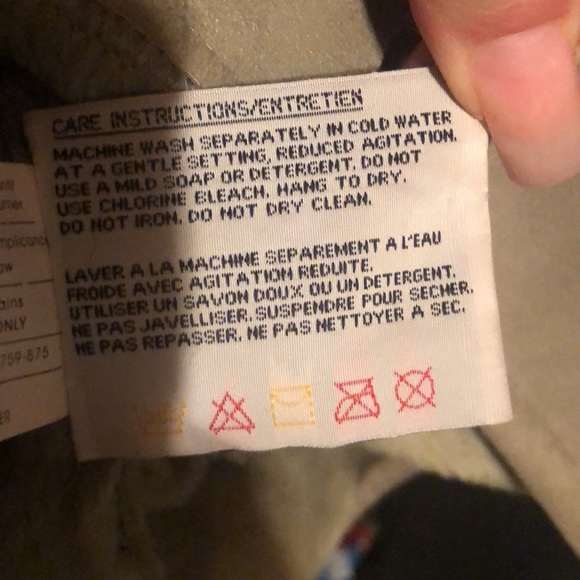 CARE INSTRUCTIONS/ENTRETIEN
MACHINE WASH SEPARATELY IN COLD WATER
AT A GENTLE SETTING, REDUCED AGITATION.
USE A MILD SOAP OR DETERGENT. DO NOT
USE CHLORINE BLEACH. HANG TO DRY.
DO NOT IRON. DO NOT DRY CLEAN.
LAVER A LA MACHINE SEPAREMENT A L'EAU
FROIDE AVEC AGITATION REDUITE.
UTILISER UN SAVON DOUX OU UN DETERGENT.
NE PAS JAVELLISER. SUSPENDRE POUR SECHER.
NE PAS REPASSER. NE PAS NETTOYER A SEC.
ONLY
759-875